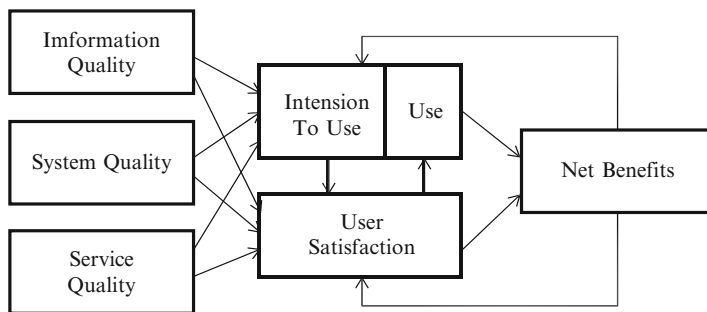 Imformation
Quality
System Quality
Service
Quality
Intension
To Use
Use
User
Satisfaction
Net Benefits